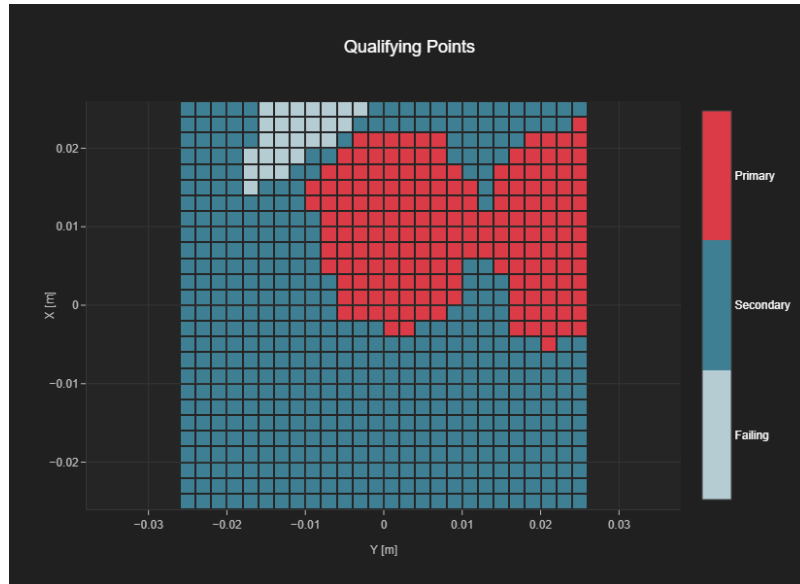 Qualifying Points
Primary
Secondary
Failing
X [m]
0.02
0.01
0
−0.01
−0.02
−0.03
−0.02
−0.01
0
0.01
0.02
0.03
Y [m]